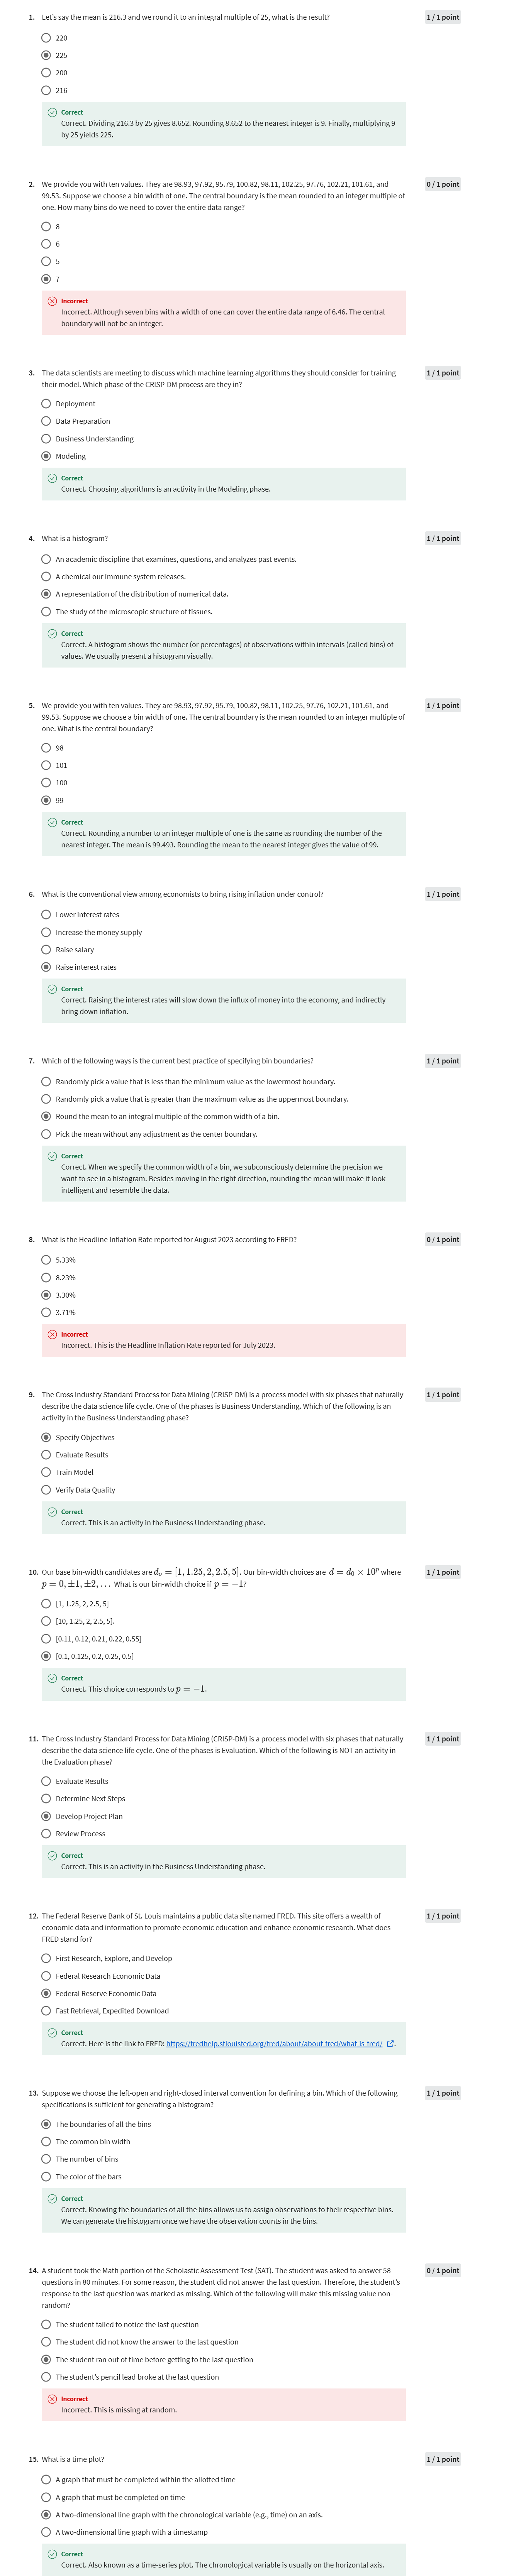 1. Let's say the mean is 216.3 and we round it to an integral multiple of 25, what is the result?
1 / 1 point
220
225
200
216
Correct
Correct. Dividing 216.3 by 25 gives 8.652. Rounding 8.652 to the nearest integer is 9. Finally, multiplying 9
by 25 yields 225.
2. We provide you with ten values. They are 98.93, 97.92, 95.79, 100.82, 98.11, 102.25, 97.76, 102.21, 101.61, and
0 / 1 point
99.53. Suppose we choose a bin width of one. The central boundary is the mean rounded to an integer multiple of
one. How many bins do we need to cover the entire data range?
8
6
5
7
Incorrect
Incorrect. Although seven bins with a width of one can cover the entire data range of 6.46. The central
boundary will not be an integer.
3. The data scientists are meeting to discuss which machine learning algorithms they should consider for training
1 / 1 point
their model. Which phase of the CRISP-DM process are they in?
Deployment
Data Preparation
Business Understanding
Modeling
Correct
Correct. Choosing algorithms is an activity in the Modeling phase.
4. What is a histogram?
1 / 1 point
An academic discipline that examines, questions, and analyzes past events.
A chemical our immune system releases.
A representation of the distribution of numerical data.
The study of the microscopic structure of tissues.
Correct
Correct. A histogram shows the number (or percentages) of observations within intervals (called bins) of
values. We usually present a histogram visually.
5. We provide you with ten values. They are 98.93, 97.92, 95.79, 100.82, 98.11, 102.25, 97.76, 102.21, 101.61, and
1 / 1 point
99.53. Suppose we choose a bin width of one. The central boundary is the mean rounded to an integer multiple of
one. What is the central boundary?
98
101
100
99
Correct
Correct. Rounding a number to an integer multiple of one is the same as rounding the number of the
nearest integer. The mean is 99.493. Rounding the mean to the nearest integer gives the value of 99.
6. What is the conventional view among economists to bring rising inflation under control?
1 / 1 point
Lower interest rates
Increase the money supply
Raise salary
Raise interest rates
Correct
Correct. Raising the interest rates will slow down the influx of money into the economy, and indirectly
bring down inflation.
7. Which of the following ways is the current best practice of specifying bin boundaries?
1 / 1 point
Randomly pick a value that is less than the minimum value as the lowermost boundary.
Randomly pick a value that is greater than the maximum value as the uppermost boundary.
Round the mean to an integral multiple of the common width of a bin.
Pick the mean without any adjustment as the center boundary.
Correct
Correct. When we specify the common width of a bin, we subconsciously determine the precision we
want to see in a histogram. Besides moving in the right direction, rounding the mean will make it look
intelligent and resemble the data.
8. What is the Headline Inflation Rate reported for August 2023 according to FRED?
0 / 1 point
5.33%
8.23%
3.30%
3.71%
Incorrect
Incorrect. This is the Headline Inflation Rate reported for July 2023.
9. The Cross Industry Standard Process for Data Mining (CRISP-DM) is a process model with six phases that naturally
1 / 1 point
describe the data science life cycle. One of the phases is Business Understanding. Which of the following is an
activity in the Business Understanding phase?
Specify Objectives
Evaluate Results
Train Model
Verify Data Quality
Correct
Correct. This is an activity in the Business Understanding phase.
10. Our base bin-width candidates are d₀ = [1, 1.25, 2, 2.5, 5]. Our bin-width choices are d = d₀ × 10ᵖ where
1 / 1 point
p = 0, ±1, ±2, . . . What is our bin-width choice if p = −1?
[1, 1.25, 2, 2.5, 5]
[10, 1.25, 2, 2.5, 5].
[0.11, 0.12, 0.21, 0.22, 0.55]
[0.1, 0.125, 0.2, 0.25, 0.5]
Correct
Correct. This choice corresponds to p = −1.
11. The Cross Industry Standard Process for Data Mining (CRISP-DM) is a process model with six phases that naturally
1 / 1 point
describe the data science life cycle. One of the phases is Evaluation. Which of the following is NOT an activity in
the Evaluation phase?
Evaluate Results
Determine Next Steps
Develop Project Plan
Review Process
Correct
Correct. This is an activity in the Business Understanding phase.
12. The Federal Reserve Bank of St. Louis maintains a public data site named FRED. This site offers a wealth of
1 / 1 point
economic data and information to promote economic education and enhance economic research. What does
FRED stand for?
First Research, Explore, and Develop
Federal Research Economic Data
Federal Reserve Economic Data
Fast Retrieval, Expedited Download
Correct
Correct. Here is the link to FRED: https://fredhelp.stlouisfed.org/fred/about/about-fred/what-is-fred/ .
13. Suppose we choose the left-open and right-closed interval convention for defining a bin. Which of the following
1 / 1 point
specifications is sufficient for generating a histogram?
The boundaries of all the bins
The common bin width
The number of bins
The color of the bars
Correct
Correct. Knowing the boundaries of all the bins allows us to assign observations to their respective bins.
We can generate the histogram once we have the observation counts in the bins.
14. A student took the Math portion of the Scholastic Assessment Test (SAT). The student was asked to answer 58
0 / 1 point
questions in 80 minutes. For some reason, the student did not answer the last question. Therefore, the student's
response to the last question was marked as missing. Which of the following will make this missing value non-
random?
The student failed to notice the last question
The student did not know the answer to the last question
The student ran out of time before getting to the last question
The student's pencil lead broke at the last question
Incorrect
Incorrect. This is missing at random.
15. What is a time plot?
1 / 1 point
A graph that must be completed within the allotted time
A graph that must be completed on time
A two-dimensional line graph with the chronological variable (e.g., time) on an axis.
A two-dimensional line graph with a timestamp
Correct
Correct. Also known as a time-series plot. The chronological variable is usually on the horizontal axis.